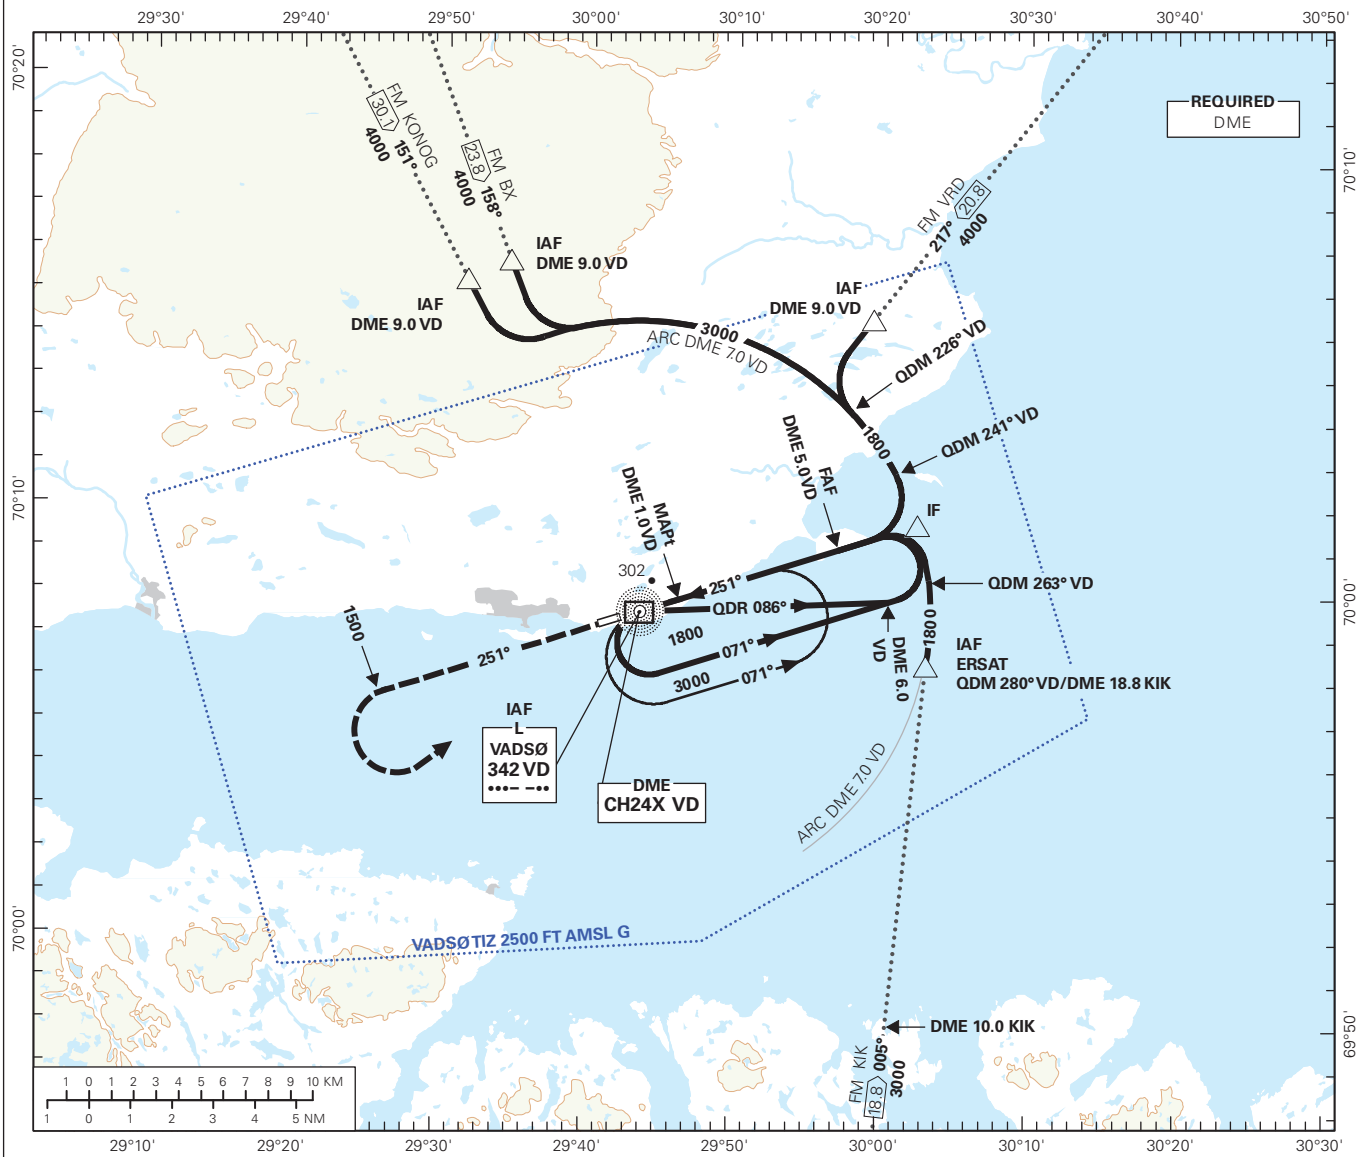 29°30'
29°40'
29°50'
30°00'
30°10'
30°20'
30°30'
30°40'
30°50'
70°20'
70°10'
REQUIRED
DME
FM KONOG
30.1 151°
4000
FM BX
23.8 158°
4000
FM VRD
217° 20.8
4000
IAF
DME 9.0 VD
IAF
DME 9.0 VD
IAF
DME 9.0 VD
3000
ARC DME 7.0 VD
QDM 226° VD
1800
QDM 241° VD
FAF
DME 5.0 VD
IF
MAPt
DME 1.0 VD
70°10'
302
251°
QDM 263° VD
70°00'
QDR 086°
1800
071°
3000
071°
1500
251°
DME 6.0
VD
1800
IAF
ERSAT
QDM 280° VD/DME 18.8 KIK
IAF
L
VADSØ
342 VD
DME
CH24X VD
ARC DME 7.0 VD
70°00'
VADSØ TIZ 2500 FT AMSL G
DME 10.0 KIK
69°50'
FM KIK
18.8 005°
3000
1 0 1 2 3 4 5 6 7 8 9 10 KM
1 0 1 2 3 4 5 NM
29°10'
29°20'
29°30'
29°40'
29°50'
30°00'
30°10'
30°20'
30°30'